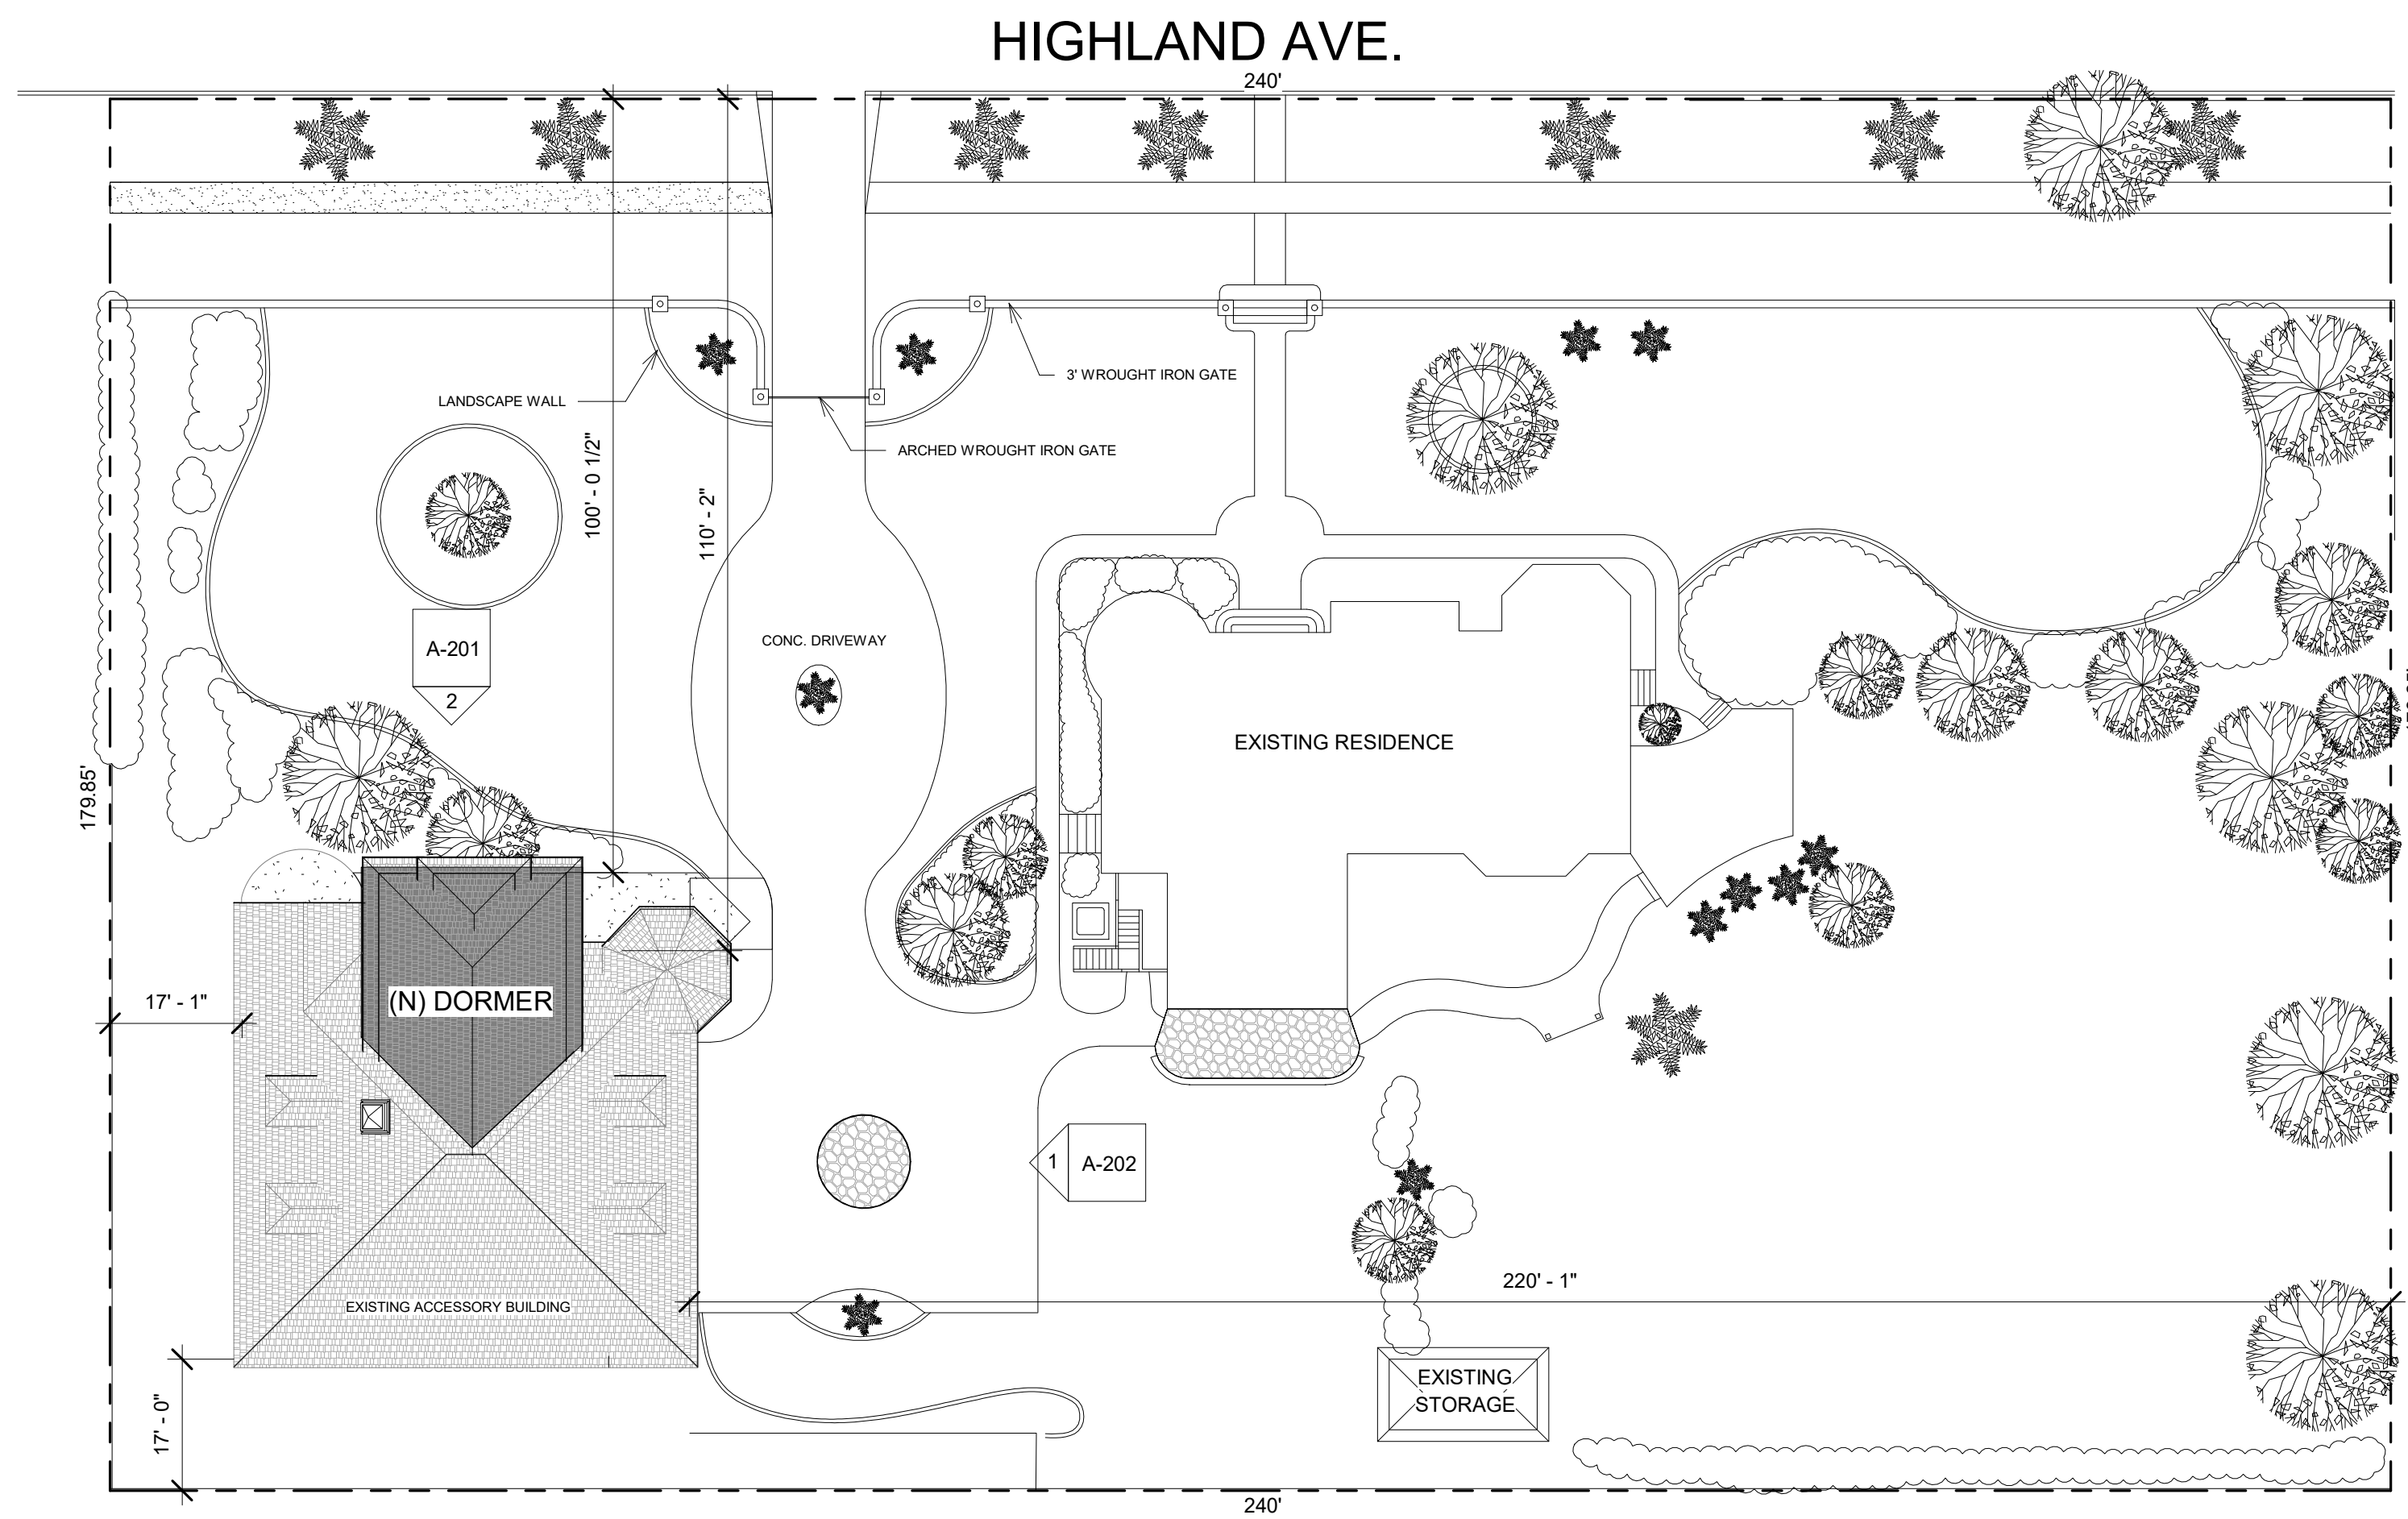 HIGHLAND AVE.
240'
3' WROUGHT IRON GATE
LANDSCAPE WALL
ARCHED WROUGHT IRON GATE
100' - 0 1/2"
110' - 2"
A-201
2
CONC. DRIVEWAY
EXISTING RESIDENCE
179.85'
17' - 1"
(N) DORMER
1
A-202
220' - 1"
EXISTING ACCESSORY BUILDING
EXISTING
STORAGE
17' - 0"
240'